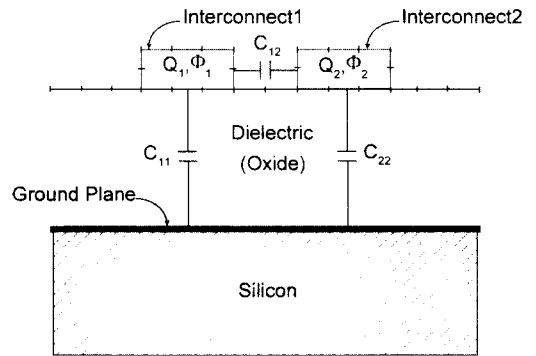 Interconnect1
Interconnect2
C12
Q1,Φ1
Q2,Φ2
Dielectric
(Oxide)
C11
C22
Ground Plane
Silicon